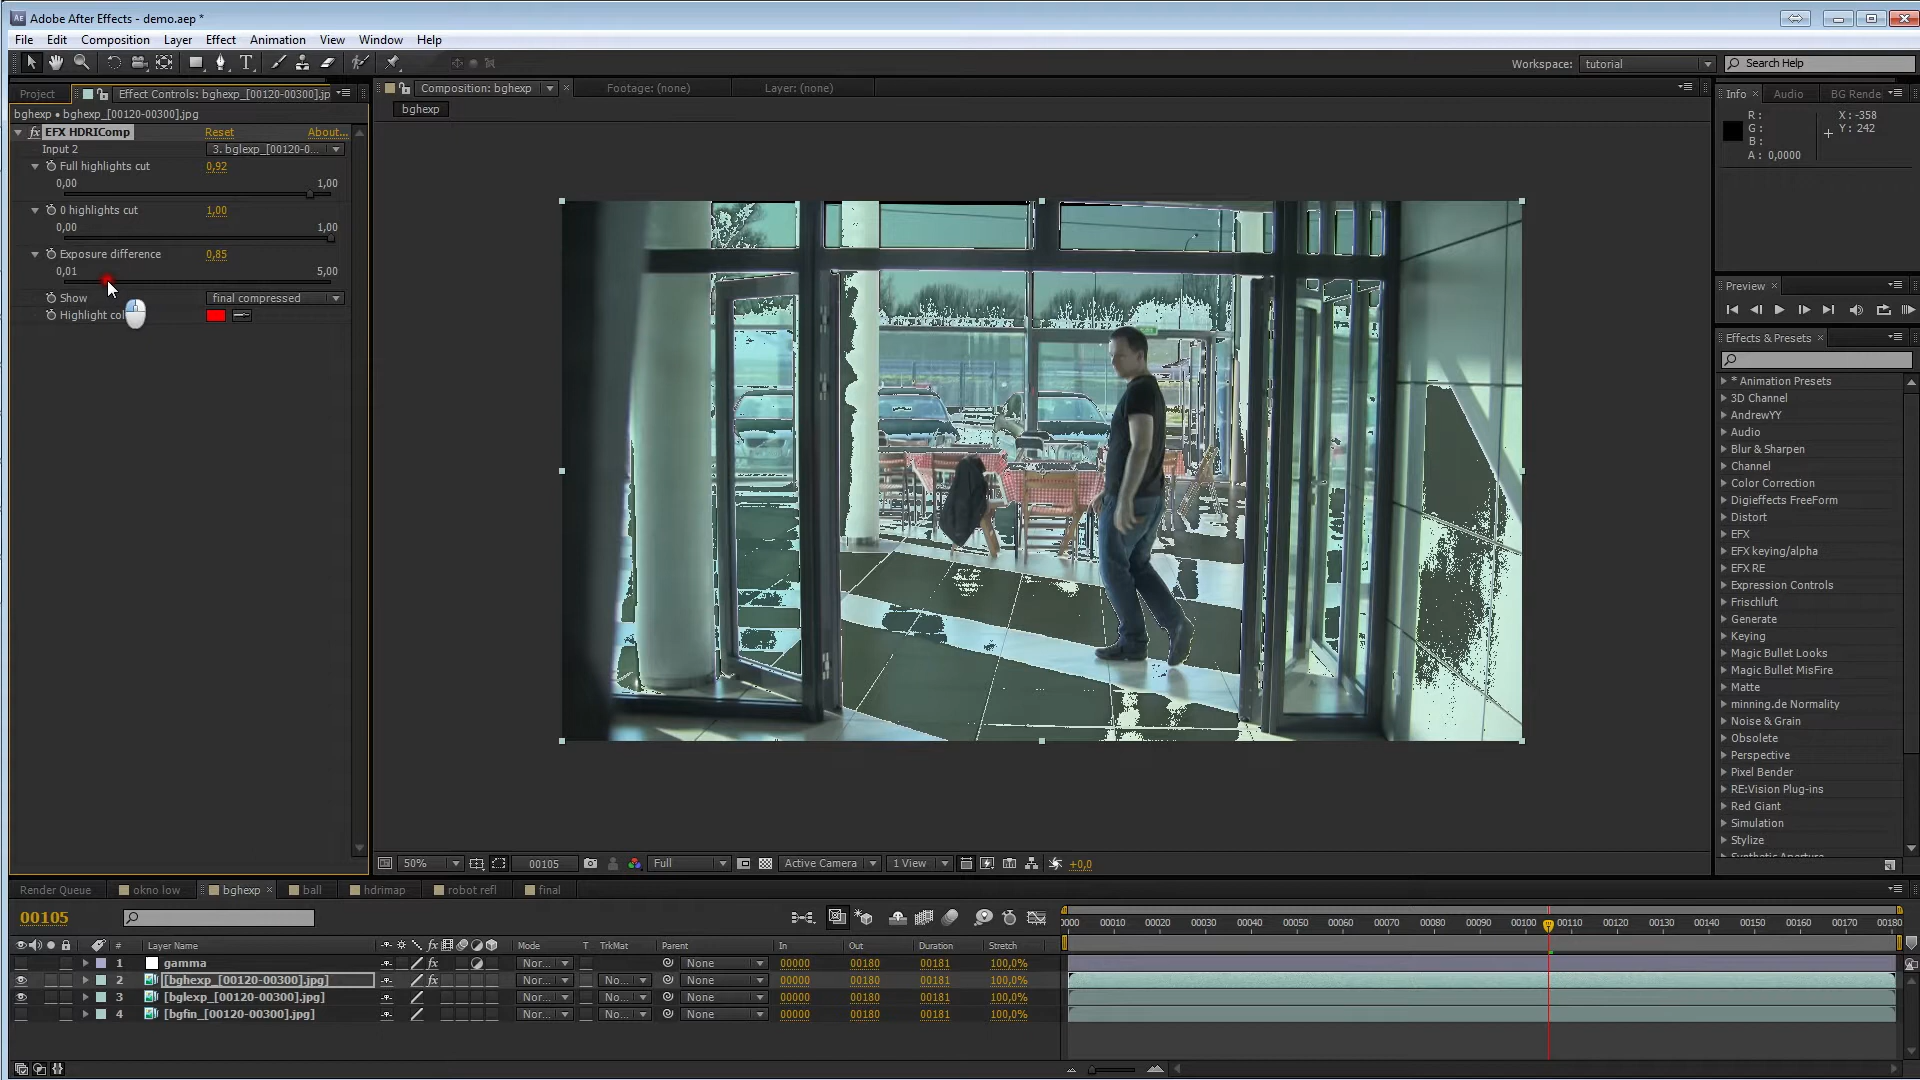 Adobe After Effects - demo.aep *
File Edit Composition Layer Effect Animation View Window Help
Workspace: tutorial Search Help
Project Effect Controls: bghexp_[00120-00300].jp
Composition: bghexp Footage: (none) Layer: (none)
Info Audio BG Rende
bghexp • bghexp_[00120-00300].jpg
bghexp
R: X: -358
G: Y: 242
B:
A: 0,0000
fx EFX HDRIComp Reset About...
Input 2 3. bglexp_[00120-0...
Full highlights cut 0,92
0,00 1,00
0 highlights cut 1,00
0,00 1,00
Exposure difference 0,85
0,01 5,00
Show final compressed
Highlight col
Preview
Effects & Presets
* Animation Presets
3D Channel
AndrewYY
Audio
Blur & Sharpen
Channel
Color Correction
Digieffects FreeForm
Distort
EFX
EFX keying/alpha
EFX RE
Expression Controls
Frischluft
Generate
Keying
Magic Bullet Looks
Magic Bullet MisFire
Matte
minning.de Normality
Noise & Grain
Obsolete
Perspective
Pixel Bender
RE:Vision Plug-ins
Red Giant
Simulation
Stylize
Synthetic Aperture
50% 00105 Full Active Camera 1 View +0,0
Render Queue okno low bghexp ball hdrimap robot refl final
00105
0000 00010 00020 00030 00040 00050 00060 00070 00080 00090 00100 00110 00120 00130 00140 00150 00160 00170 00180
# Layer Name fx Mode T TrkMat Parent In Out Duration Stretch
1 gamma fx Nor... None 00000 00180 00181 100,0%
2 [bghexp_[00120-00300].jpg] fx Nor... No... None 00000 00180 00181 100,0%
3 [bglexp_[00120-00300].jpg] Nor... No... None 00000 00180 00181 100,0%
4 [bgfin_[00120-00300].jpg] Nor... No... None 00000 00180 00181 100,0%